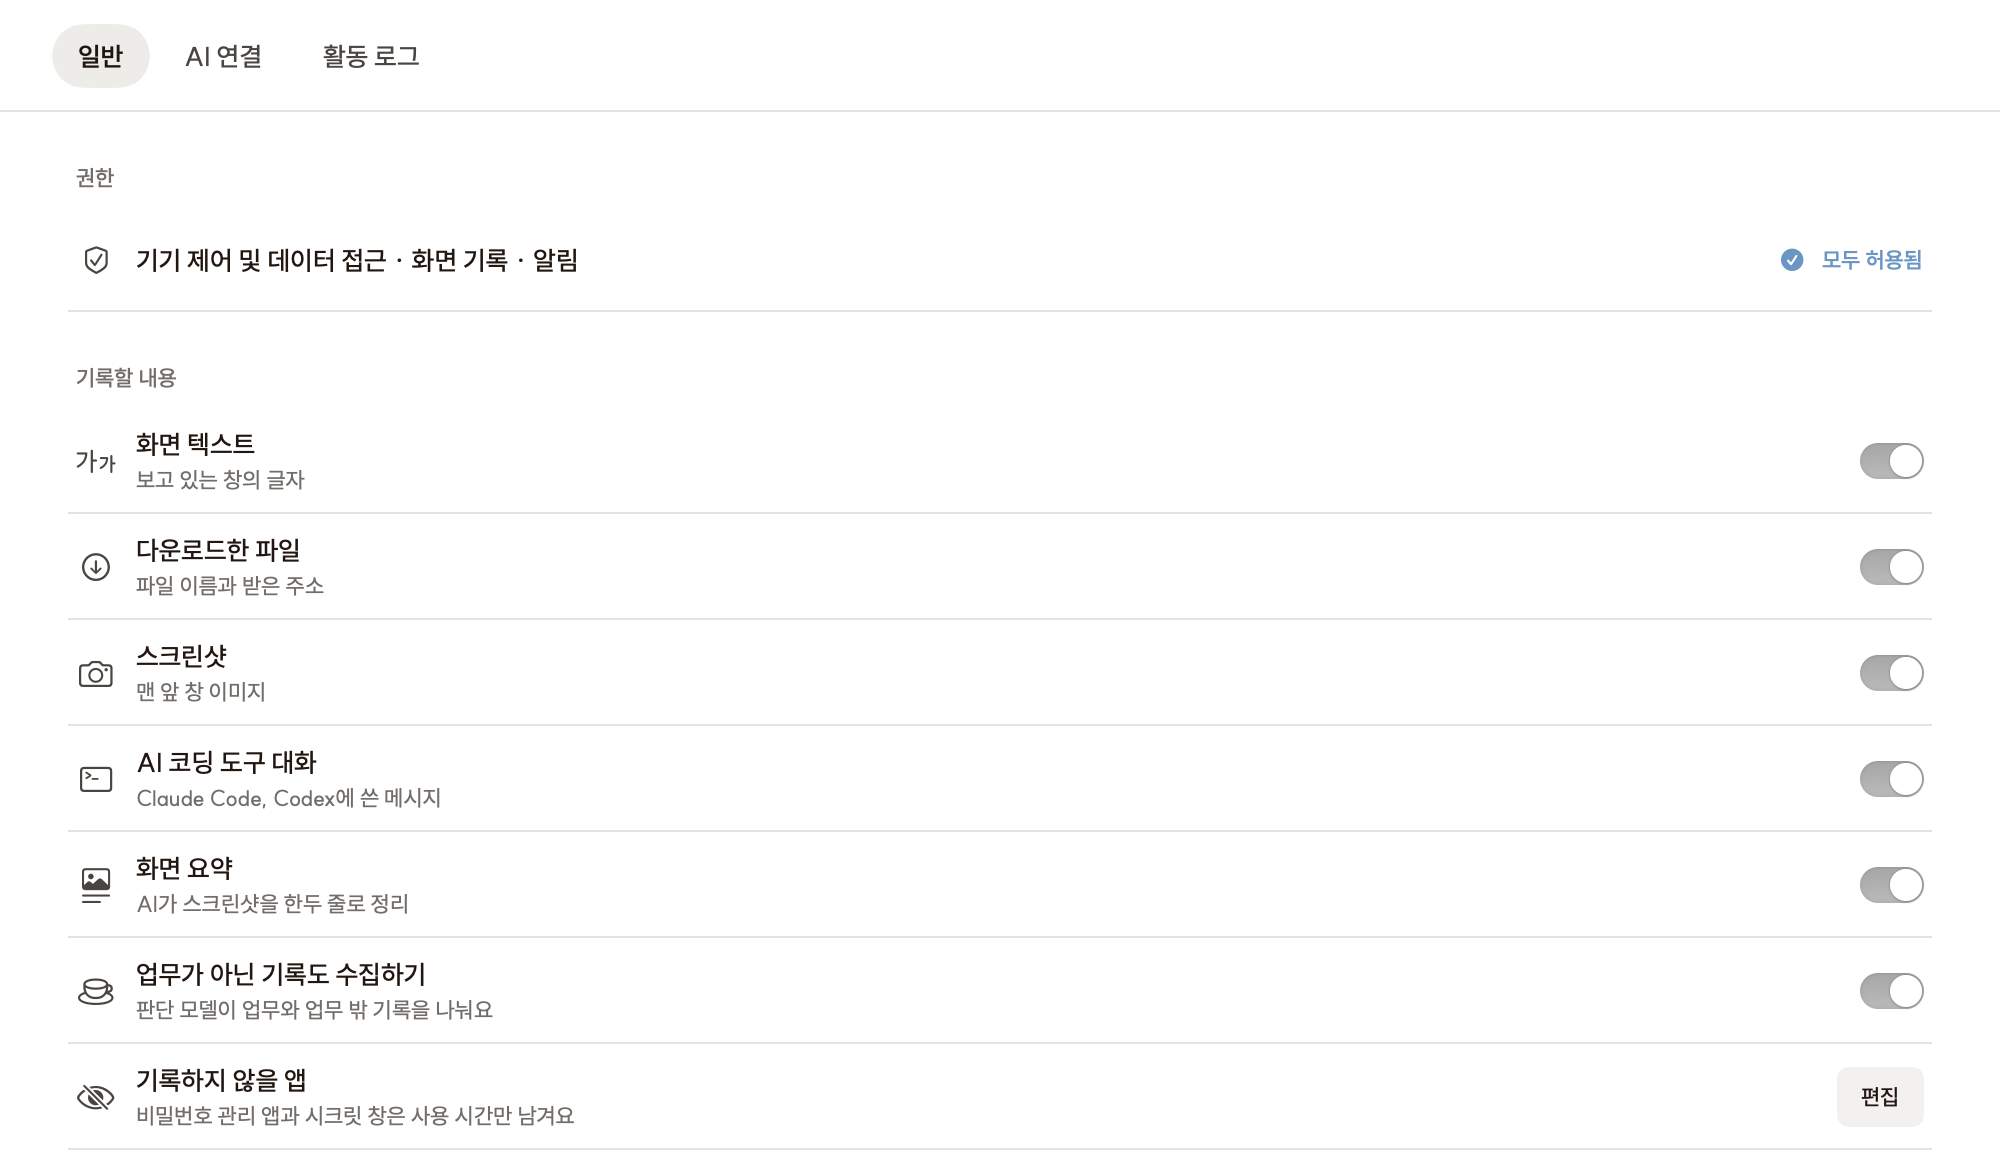 일반
AI 연결
활동 로그
권한
기기 제어 및 데이터 접근 · 화면 기록 · 알림
모두 허용됨
기록할 내용
가가
화면 텍스트
보고 있는 창의 글자
다운로드한 파일
파일 이름과 받은 주소
스크린샷
맨 앞 창 이미지
AI 코딩 도구 대화
Claude Code, Codex에 쓴 메시지
화면 요약
AI가 스크린샷을 한두 줄로 정리
업무가 아닌 기록도 수집하기
판단 모델이 업무와 업무 밖 기록을 나눠요
기록하지 않을 앱
비밀번호 관리 앱과 시크릿 창은 사용 시간만 남겨요
편집